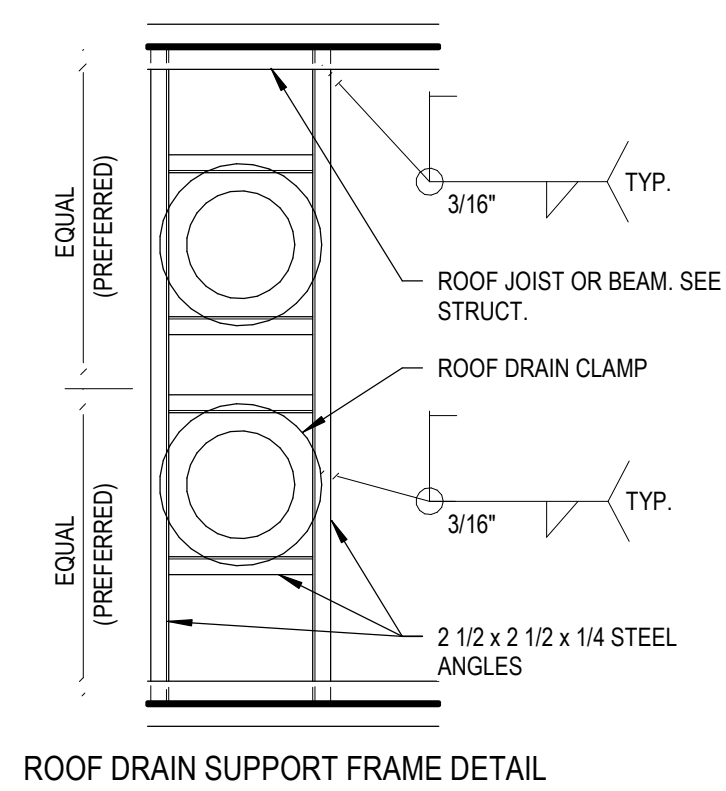 EQUAL
(PREFERRED)
3/16"
TYP.
ROOF JOIST OR BEAM. SEE
STRUCT.
ROOF DRAIN CLAMP
EQUAL
(PREFERRED)
3/16"
TYP.
2 1/2 x 2 1/2 x 1/4 STEEL
ANGLES
ROOF DRAIN SUPPORT FRAME DETAIL